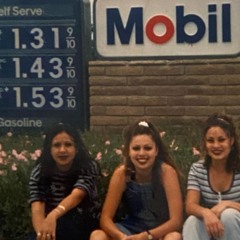 elf Serve
Mobil
1.31 9/10
1.43 9/10
1.53 9/10
Gasoline